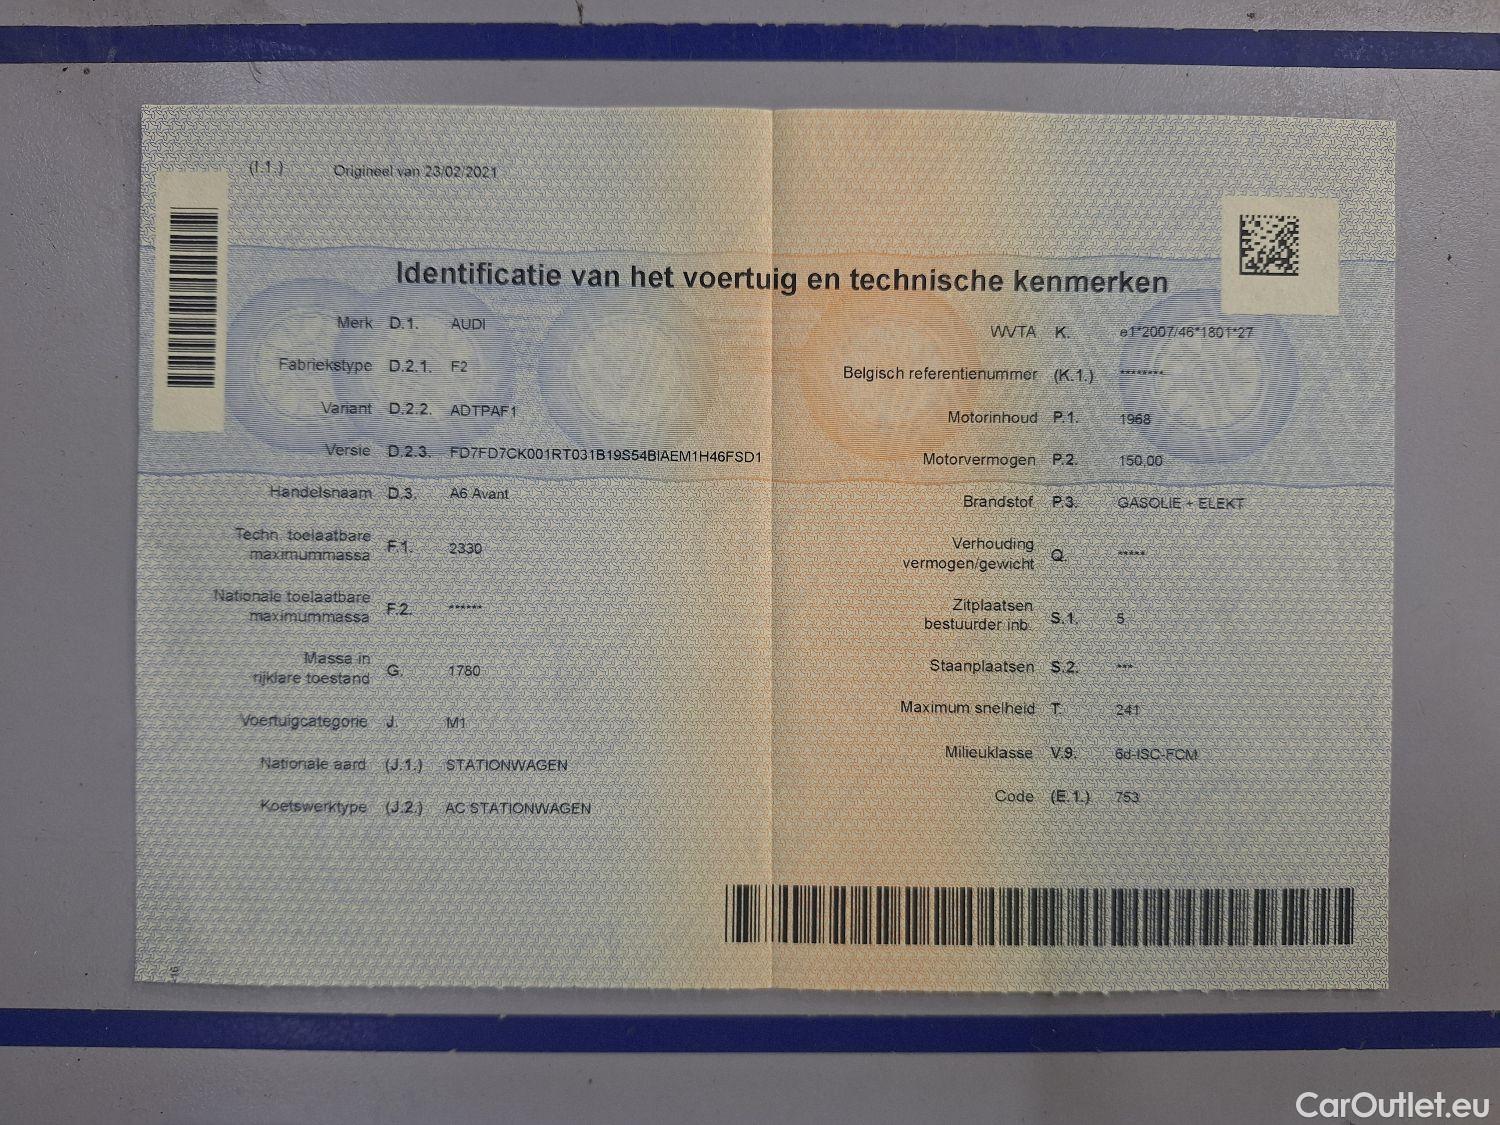 (I.1.) Origineel van 23/02/2021
Identificatie van het voertuig en technische kenmerken
Merk D.1. AUDI
Fabriekstype D.2.1. F2
Variant D.2.2. ADTPAF1
Versie D.2.3. FD7FD7CK001RT031B19S54BIAEM1H46FSD1
Handelsnaam D.3. A6 Avant
Techn. toelaatbare
maximummassa F.1. 2330
Nationale toelaatbare
maximummassa F.2. ******
Massa in
rijklare toestand G. 1780
Voertuigcategorie J. M1
Nationale aard (J.1.) STATIONWAGEN
Koetswerktype (J.2.) AC STATIONWAGEN
WVTA K. e1*2007/46*1801*27
Belgisch referentienummer (K.1.) ********
Motorinhoud P.1. 1968
Motorvermogen P.2. 150,00
Brandstof P.3. GASOLIE + ELEKT
Verhouding
vermogen/gewicht Q. *****
Zitplaatsen
bestuurder inb. S.1. 5
Staanplaatsen S.2. ***
Maximum snelheid T. 241
Milieuklasse V.9. 6d-ISC-FCM
Code (E.1.) 753
CarOutlet.eu